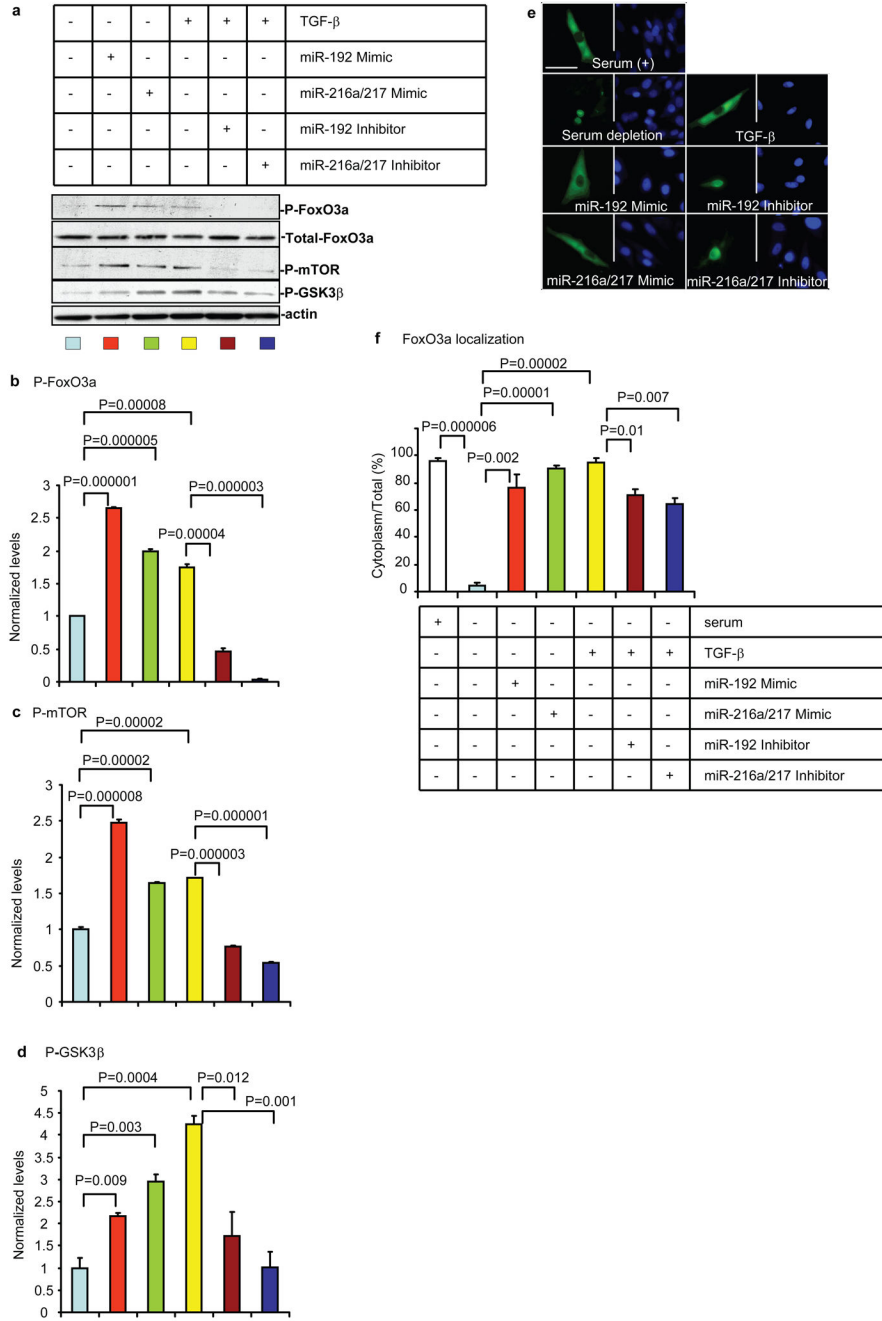 a
- - - + + + TGF-β
- + - - - - miR-192 Mimic
- - + - - - miR-216a/217 Mimic
- - - - + - miR-192 Inhibitor
- - - - - + miR-216a/217 Inhibitor
-P-FoxO3a
-Total-FoxO3a
-P-mTOR
-P-GSK3β
-actin
b P-FoxO3a
P=0.00008
P=0.000005
P=0.000001
P=0.000003
P=0.00004
Normalized levels
3
2.5
2
1.5
1
0.5
0
c P-mTOR
P=0.00002
P=0.00002
P=0.000008
P=0.000001
P=0.000003
Normalized levels
3
2.5
2
1.5
1
0.5
0
d P-GSK3β
P=0.0004
P=0.012
P=0.001
P=0.003
P=0.009
Normalized levels
5
4.5
4
3
2.5
2
1.5
1
0.5
0
e
Serum (+)
Serum depletion
TGF-β
miR-192 Mimic
miR-192 Inhibitor
miR-216a/217 Mimic
miR-216a/217 Inhibitor
f FoxO3a localization
P=0.00002
P=0.00001
P=0.007
P=0.000006
P=0.01
P=0.002
Cytoplasm/Total (%)
100
80
60
40
20
0
+ - - - - - - serum
- - - - + + + TGF-β
- - + - - - - miR-192 Mimic
- - - + - - - miR-216a/217 Mimic
- - - - - + - miR-192 Inhibitor
- - - - - - + miR-216a/217 Inhibitor